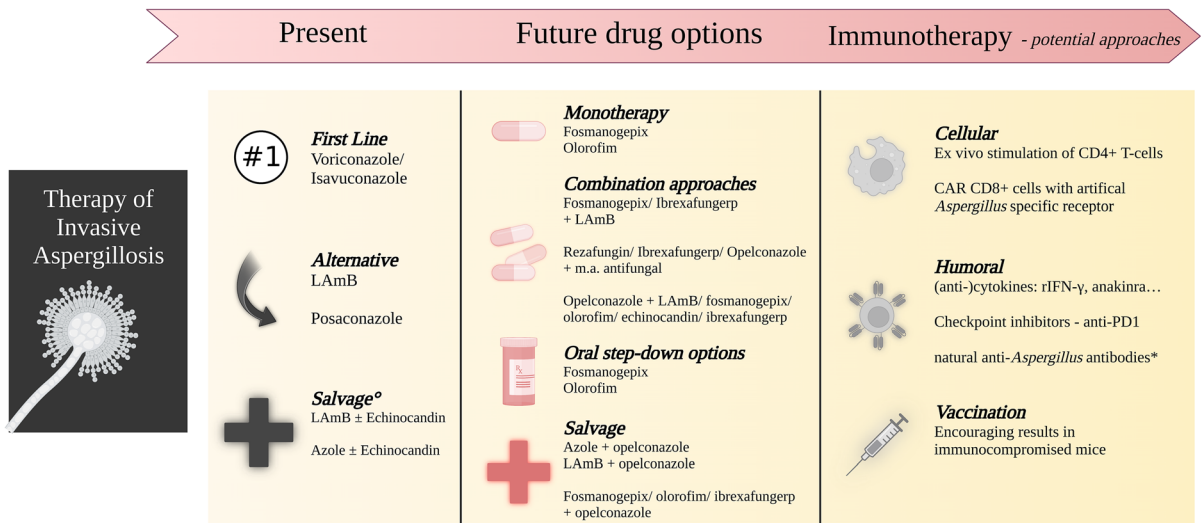 Present
Future drug options
Immunotherapy - potential approaches
Therapy of
Invasive
Aspergillosis
#1
First Line
Voriconazole/
Isavuconazole
Alternative
LAmB
Posaconazole
Salvage°
LAmB ± Echinocandin
Azole ± Echinocandin
Monotherapy
Fosmanogepix
Olorofim
Combination approaches
Fosmanogepix/ Ibrexafungerp
+ LAmB
Rezafungin/ Ibrexafungerp/ Opelconazole
+ m.a. antifungal
Opelconazole + LAmB/ fosmanogepix/
olorofim/ echinocandin/ ibrexafungerp
Rx
Oral step-down options
Fosmanogepix
Olorofim
Salvage
Azole + opelconazole
LAmB + opelconazole
Fosmanogepix/ olorofim/ ibrexafungerp
+ opelconazole
Cellular
Ex vivo stimulation of CD4+ T-cells
CAR CD8+ cells with artifical
Aspergillus specific receptor
Humoral
(anti-)cytokines: rIFN-γ, anakinra…
Checkpoint inhibitors - anti-PD1
natural anti-Aspergillus antibodies*
Vaccination
Encouraging results in
immunocompromised mice